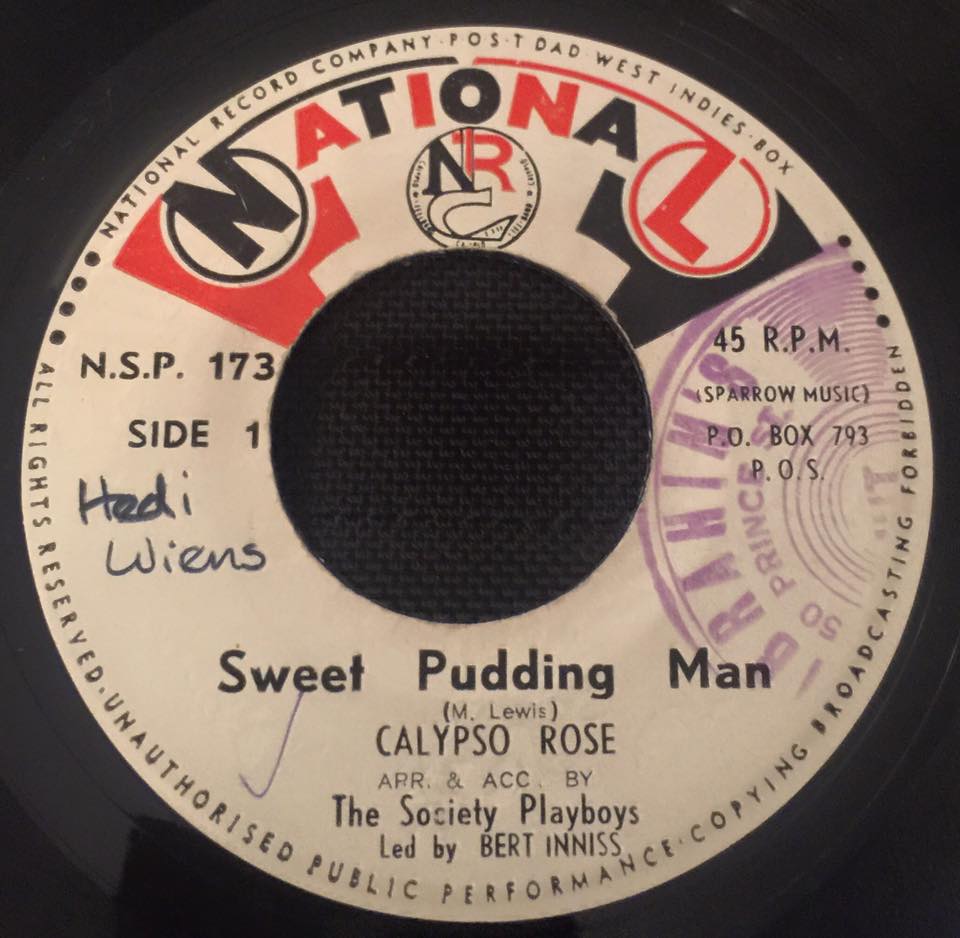 NATIONAL RECORD COMPANY·P·O·S·T'DAD WEST INDIES·BOX
NATIONAL
NRC
N.S.P. 173
SIDE 1
Hedi
Wiens
45 R.P.M.
(SPARROW MUSIC)
P.O. BOX 793
P.O.S.
50 PRINCE ST.
Sweet Pudding Man
(M. Lewis)
CALYPSO ROSE
ARR. & ACC. BY
The Society Playboys
Led by BERT INNISS
ALL RIGHTS RESERVED·UNAUTHORISED PUBLIC PERFORMANCE·COPYING BROADCASTING FORBIDDEN